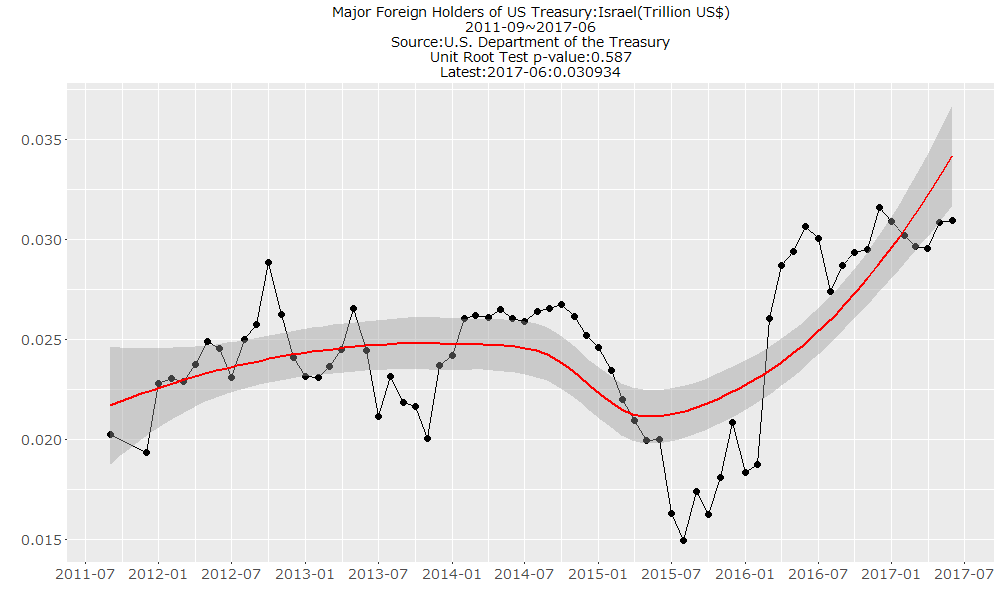 Major Foreign Holders of US Treasury:Israel(Trillion US$)
2011-09~2017-06
Source:U.S. Department of the Treasury
Unit Root Test p-value:0.587
Latest:2017-06:0.030934
0.035
0.030
0.025
0.020
0.015
2011-07 2012-01 2012-07 2013-01 2013-07 2014-01 2014-07 2015-01 2015-07 2016-01 2016-07 2017-01 2017-07